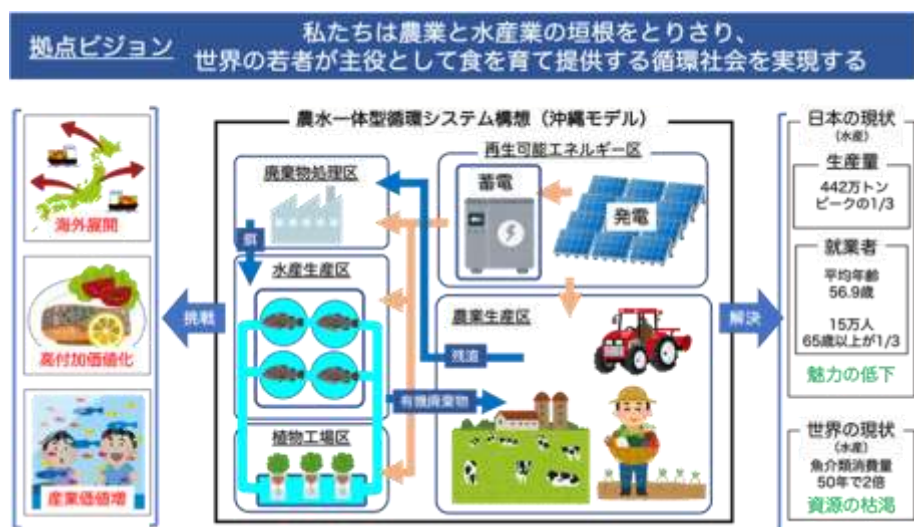 拠点ビジョン
私たちは農業と水産業の垣根をとりさり、
世界の若者が主役として食を育て提供する循環社会を実現する
海外展開
高付加価値化
産業価値増
挑戦
農水一体型循環システム構想（沖縄モデル）
廃棄物処理区
餌
水産生産区
植物工場区
再生可能エネルギー区
蓄電
発電
農業生産区
残渣
有機廃棄物
解決
日本の現状
（水産）
生産量
442万トン
ピークの1/3
就業者
平均年齢
56.9歳
15万人
65歳以上が1/3
魅力の低下
世界の現状
（水産）
魚介類消費量
50年で2倍
資源の枯渇